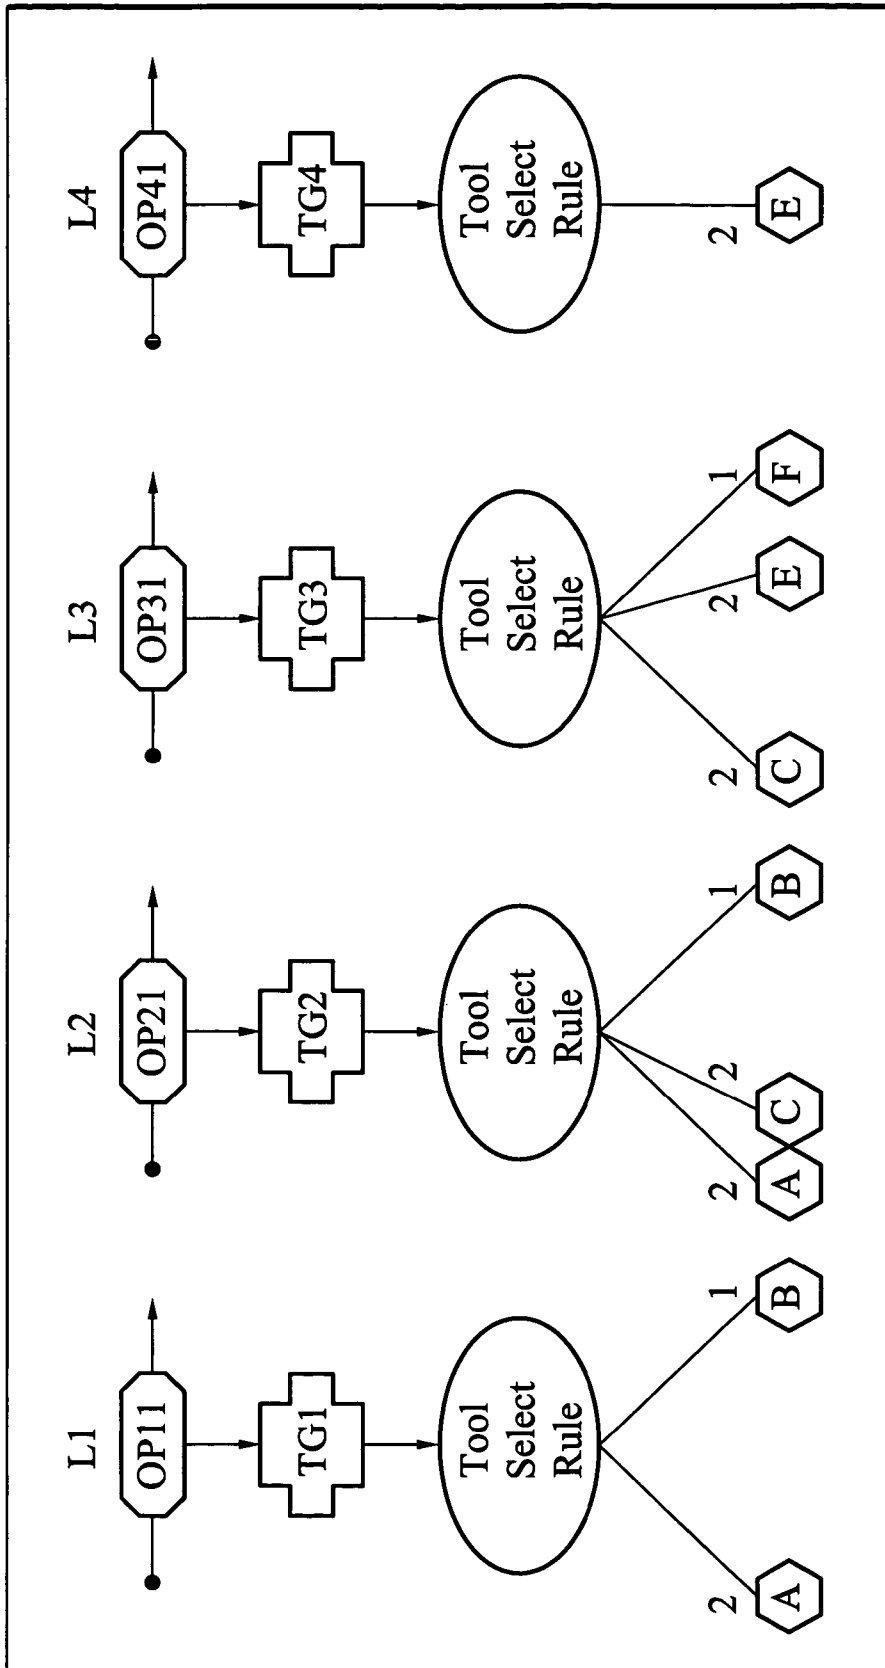 L1
OP11
TG1
Tool
Select
Rule
2
1
A
B
L2
OP21
TG2
Tool
Select
Rule
2
2
1
A
C
B
L3
OP31
TG3
Tool
Select
Rule
2
2
1
C
E
F
L4
OP41
TG4
Tool
Select
Rule
2
E